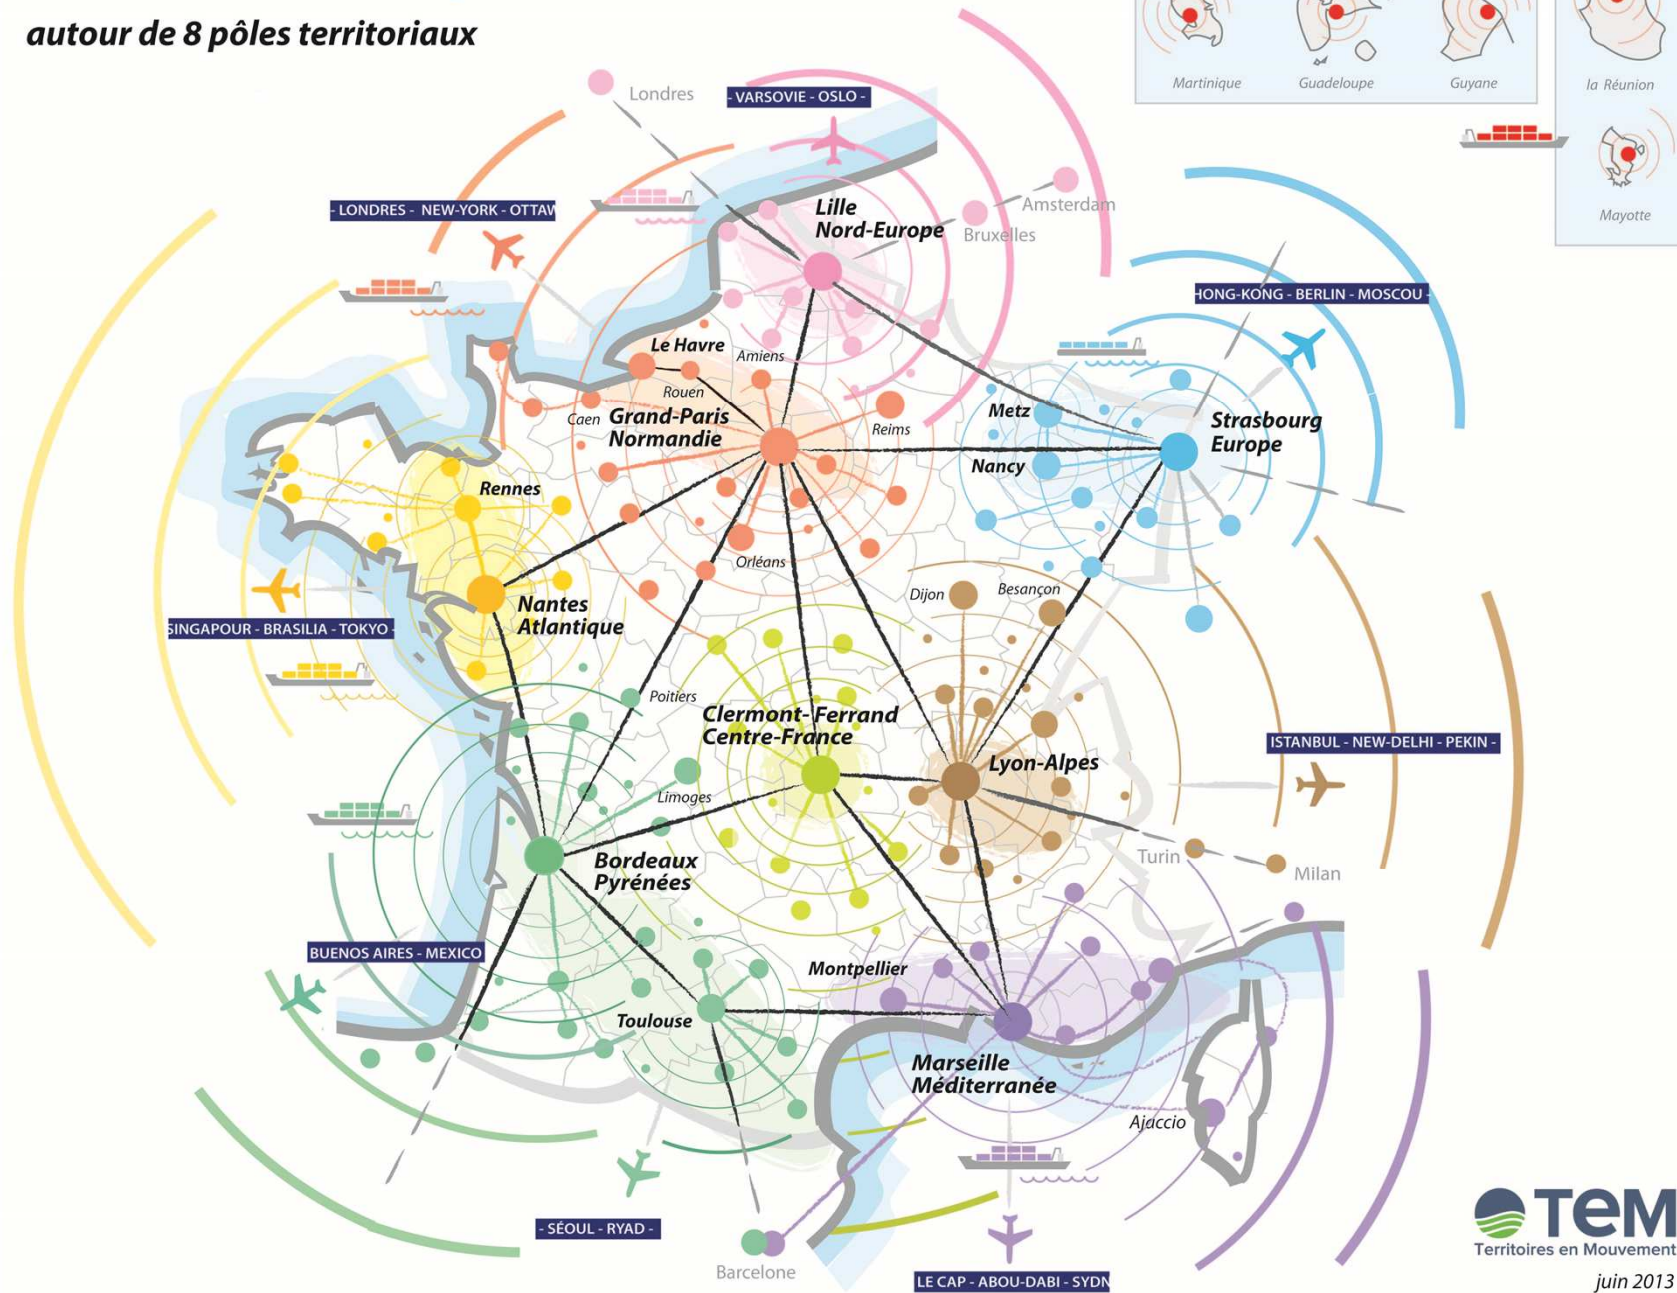 autour de 8 pôles territoriaux
Martinique
Guadeloupe
Guyane
la Réunion
Mayotte
Londres
- VARSOVIE - OSLO -
Amsterdam
Bruxelles
Lille
Nord-Europe
- LONDRES - NEW-YORK - OTTAW
HONG-KONG - BERLIN - MOSCOU -
Le Havre
Amiens
Rouen
Caen
Grand-Paris
Normandie
Reims
Metz
Nancy
Strasbourg
Europe
Rennes
Orléans
Nantes
Atlantique
Dijon
Besançon
SINGAPOUR - BRASILIA - TOKYO -
Poitiers
Clermont-Ferrand
Centre-France
Lyon-Alpes
ISTANBUL - NEW-DELHI - PEKIN -
Limoges
Bordeaux
Pyrénées
Turin
Milan
BUENOS AIRES - MEXICO
Montpellier
Toulouse
Marseille
Méditerranée
Ajaccio
- SÉOUL - RYAD -
Barcelone
LE CAP - ABOU-DABI - SYDN
TeM
Territoires en Mouvement
juin 2013